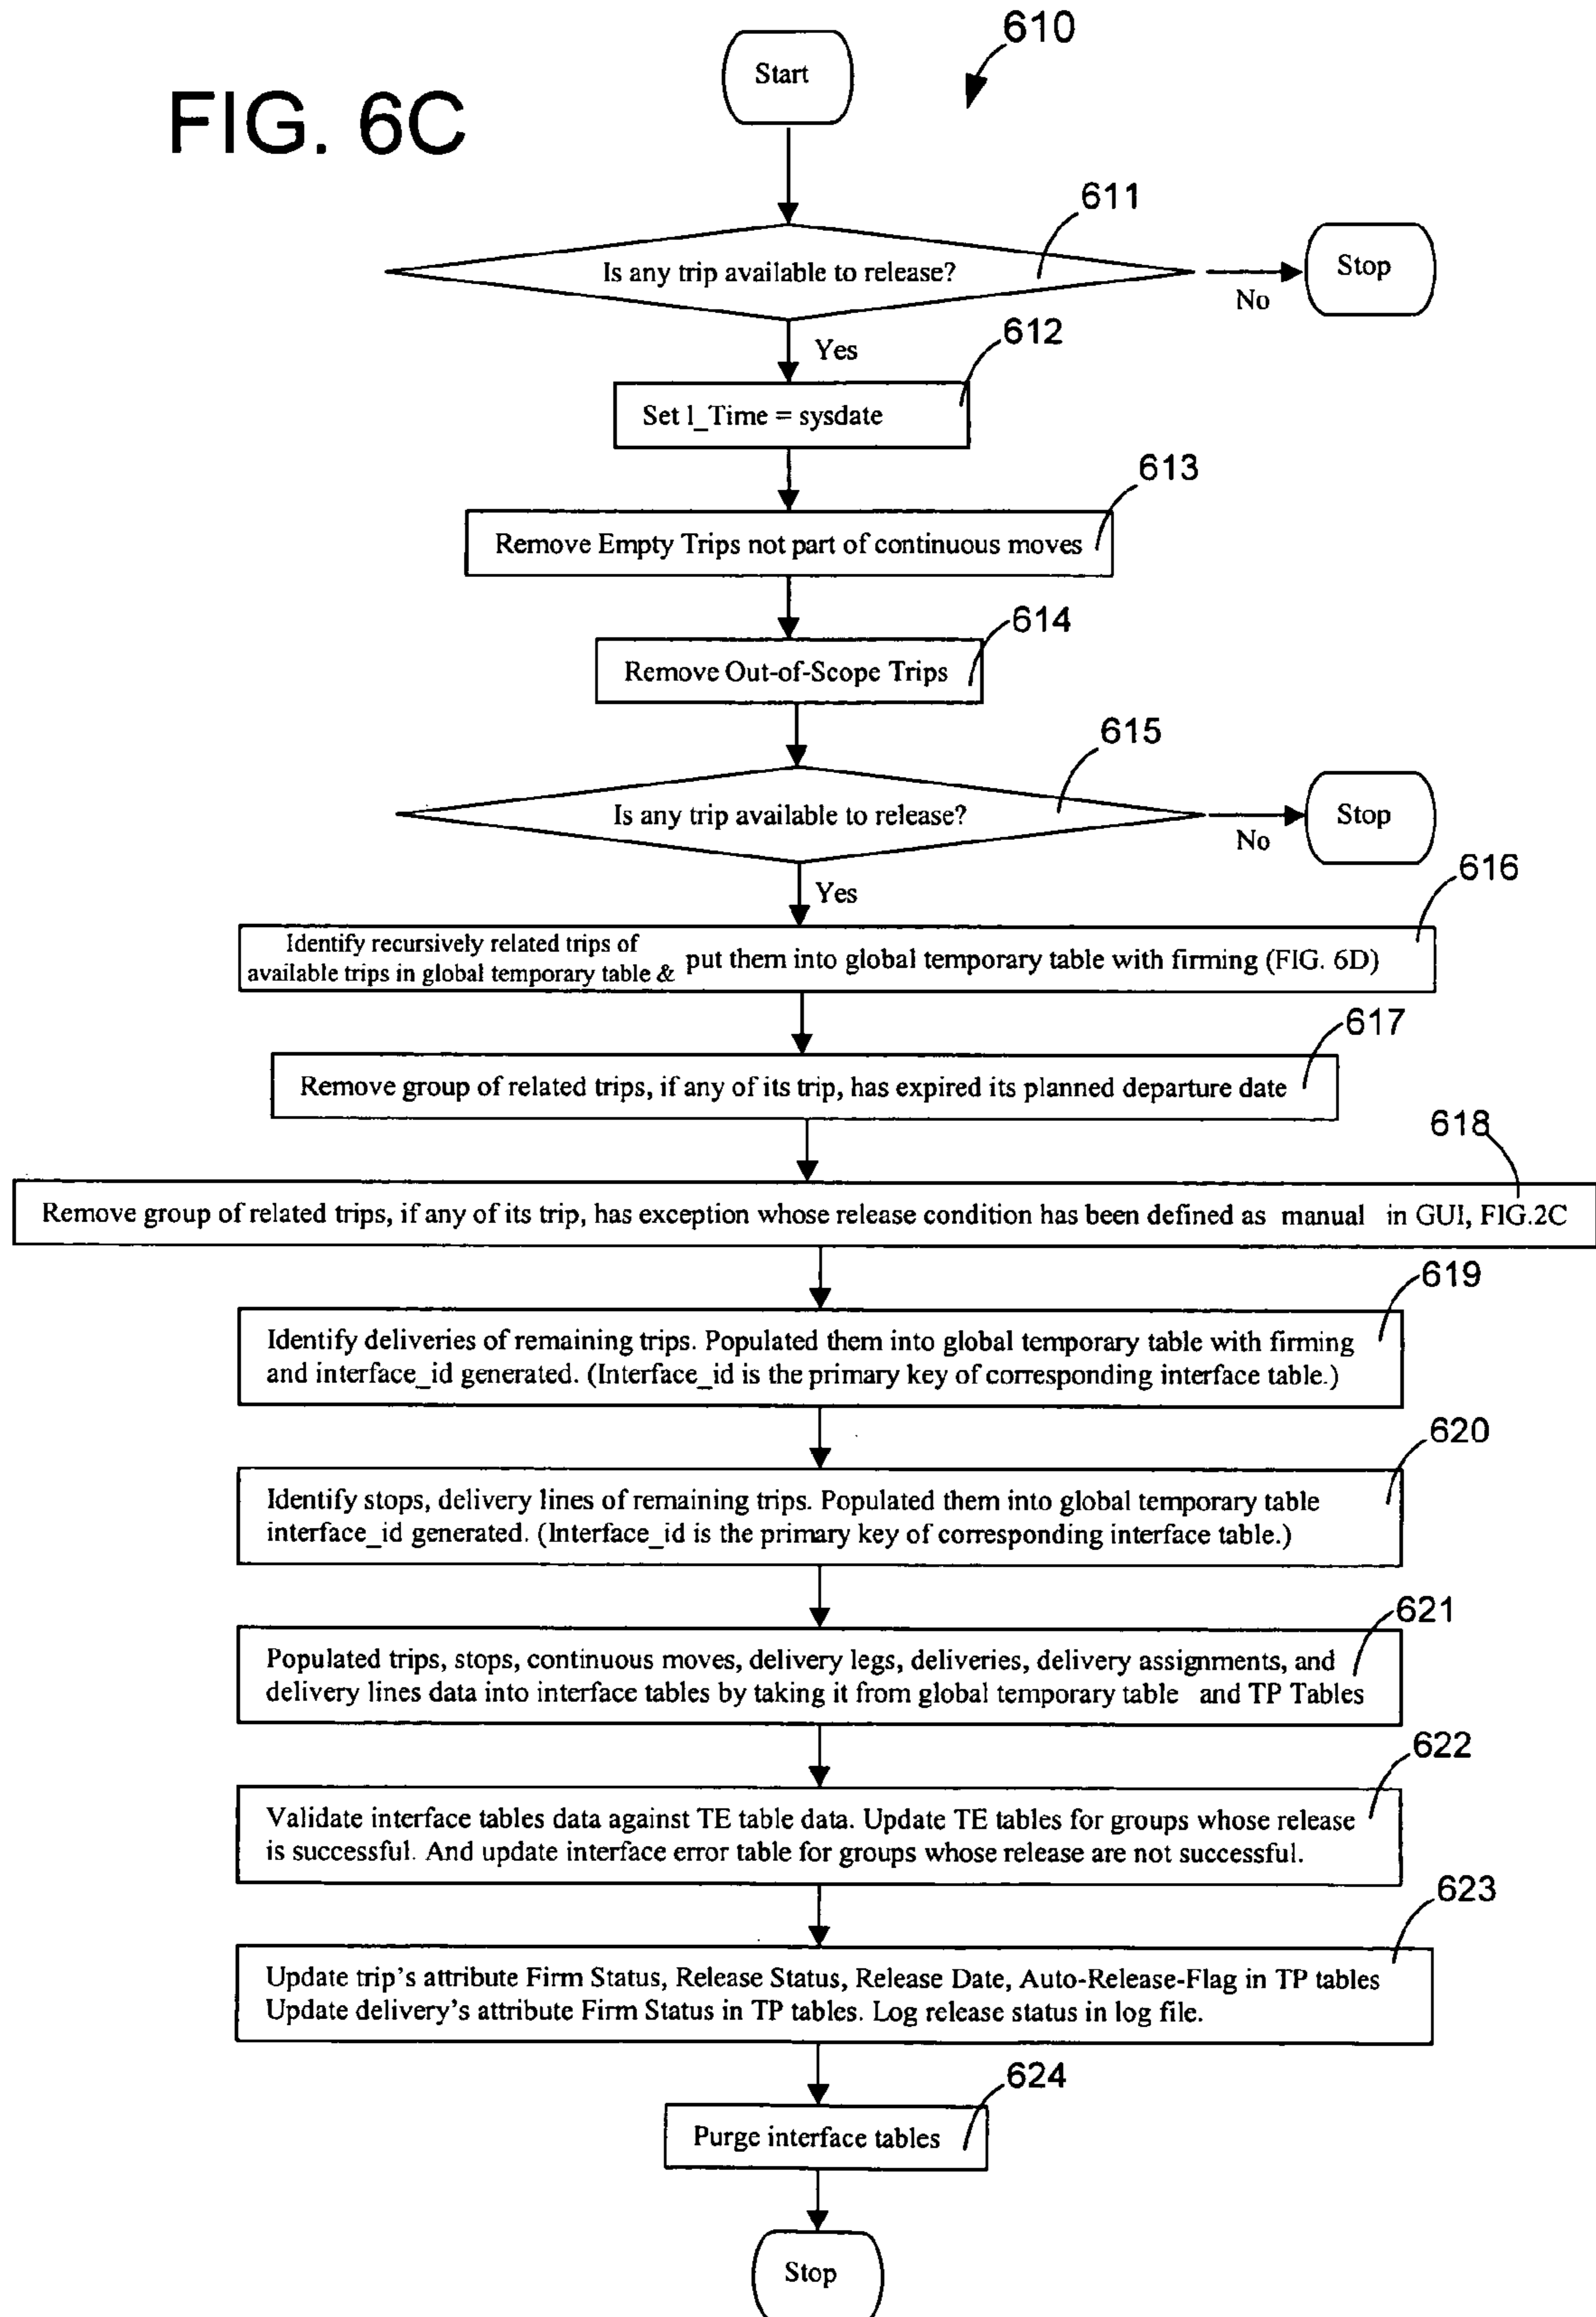 610
Start
FIG. 6C
611
Is any trip available to release?
Stop
No
Yes
612
Set l_Time = sysdate
613
Remove Empty Trips not part of continuous moves
614
Remove Out-of-Scope Trips
615
Is any trip available to release?
Stop
No
Yes
616
Identify recursively related trips of
available trips in global temporary table & put them into global temporary table with firming (FIG. 6D)
617
Remove group of related trips, if any of its trip, has expired its planned departure date
618
Remove group of related trips, if any of its trip, has exception whose release condition has been defined as manual in GUI, FIG.2C
619
Identify deliveries of remaining trips. Populated them into global temporary table with firming
and interface_id generated. (Interface_id is the primary key of corresponding interface table.)
620
Identify stops, delivery lines of remaining trips. Populated them into global temporary table
interface_id generated. (Interface_id is the primary key of corresponding interface table.)
621
Populated trips, stops, continuous moves, delivery legs, deliveries, delivery assignments, and
delivery lines data into interface tables by taking it from global temporary table and TP Tables
622
Validate interface tables data against TE table data. Update TE tables for groups whose release
is successful. And update interface error table for groups whose release are not successful.
623
Update trip's attribute Firm Status, Release Status, Release Date, Auto-Release-Flag in TP tables
Update delivery's attribute Firm Status in TP tables. Log release status in log file.
624
Purge interface tables
Stop